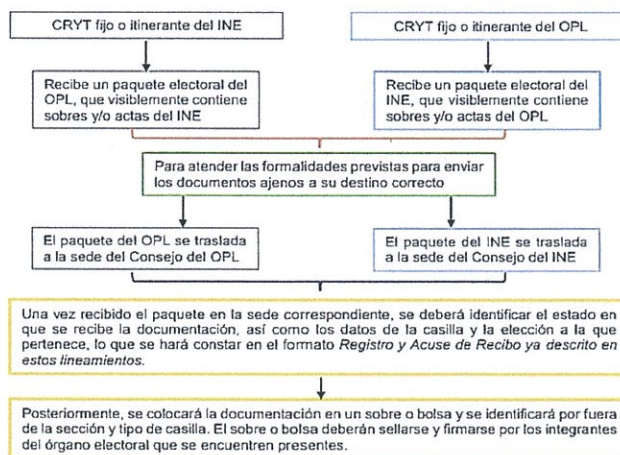 CRYT fijo o itinerante del INE
CRYT fijo o itinerante del OPL
Recibe un paquete electoral del
OPL, que visiblemente contiene
sobres y/o actas del INE
Recibe un paquete electoral del
INE, que visiblemente contiene
sobres y/o actas del OPL
Para atender las formalidades previstas para enviar
los documentos ajenos a su destino correcto
El paquete del OPL se traslada
a la sede del Consejo del OPL
El paquete del INE se traslada
a la sede del Consejo del INE
Una vez recibido el paquete en la sede correspondiente, se deberá identificar el estado en
que se recibe la documentación, así como los datos de la casilla y la elección a la que
pertenece, lo que se hará constar en el formato Registro y Acuse de Recibo ya descrito en
estos lineamientos.
Posteriormente, se colocará la documentación en un sobre o bolsa y se identificará por fuera
de la sección y tipo de casilla. El sobre o bolsa deberán sellarse y firmarse por los integrantes
del órgano electoral que se encuentren presentes.